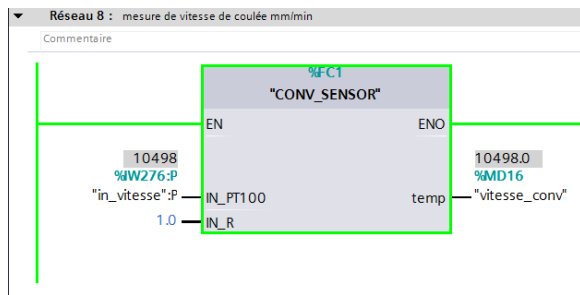 Réseau 8 : mesure de vitesse de coulée mm/min
Commentaire
%FC1
"CONV_SENSOR"
EN ENO
10498 10498.0
%IW276:P %MD16
"in_vitesse":P IN_PT100 temp "vitesse_conv"
1.0 IN_R